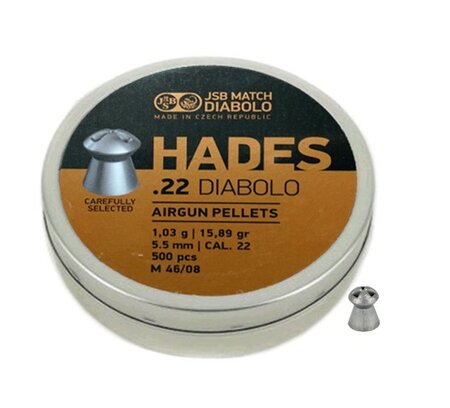 JSB
JSB MATCH
DIABOLO
MADE IN CZECH REPUBLIC
HADES
.22 DIABOLO
CAREFULLY
SELECTED
AIRGUN PELLETS
1,03 g | 15,89 gr
5.5 mm | CAL. 22
500 pcs
M 46/08